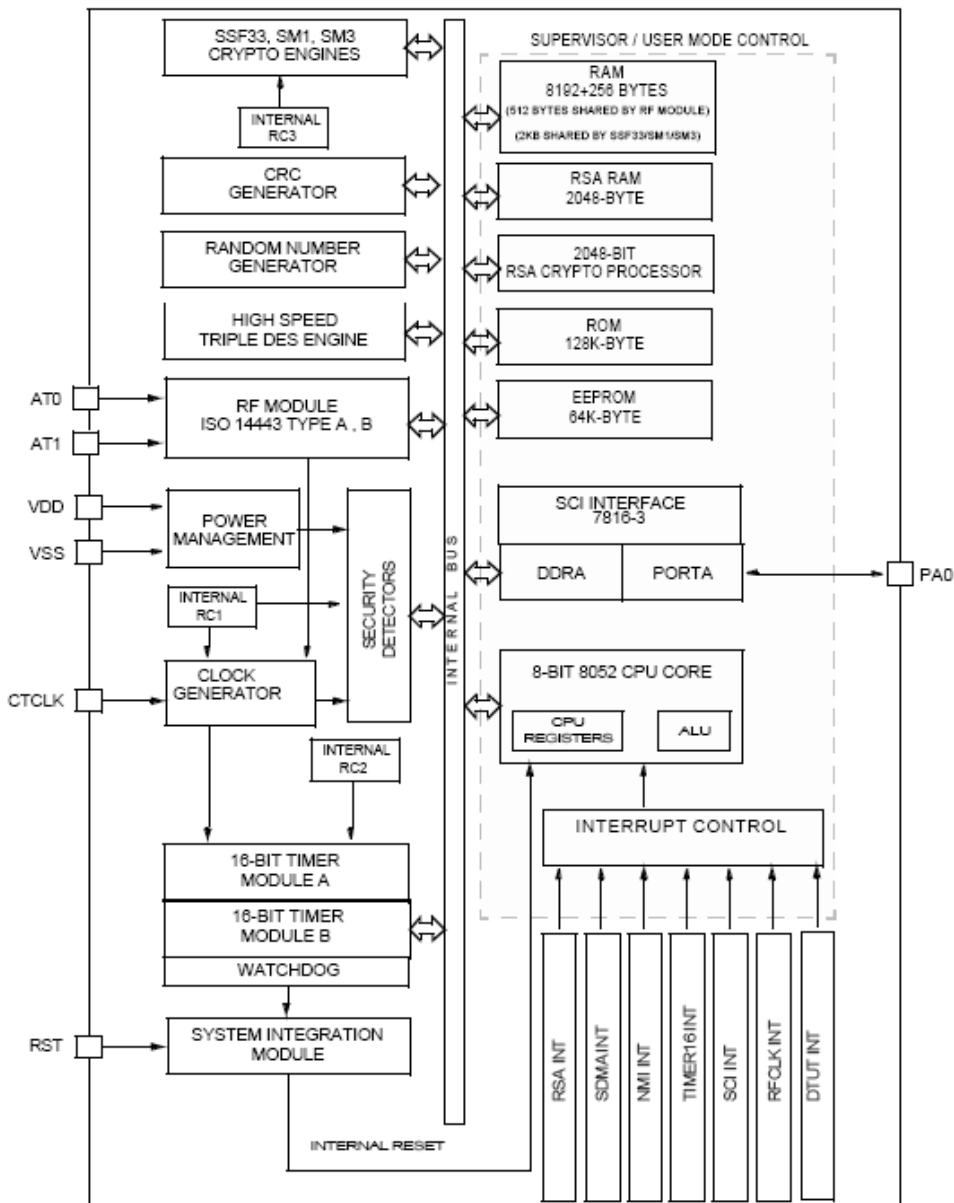 SUPERVISOR / USER MODE CONTROL
SSF33, SM1, SM3
CRYPTO ENGINES
INTERNAL
RC3
CRC
GENERATOR
RANDOM NUMBER
GENERATOR
HIGH SPEED
TRIPLE DES ENGINE
AT0
AT1
RF MODULE
ISO 14443 TYPE A , B
VDD
VSS
POWER
MANAGEMENT
INTERNAL
RC1
SECURITY
DETECTORS
CTCLK
CLOCK
GENERATOR
INTERNAL
RC2
16-BIT TIMER
MODULE A
16-BIT TIMER
MODULE B
WATCHDOG
RST
SYSTEM INTEGRATION
MODULE
INTERNAL RESET
INTERNAL BUS
RAM
8192+256 BYTES
(512 BYTES SHARED BY RF MODULE)
(2KB SHARED BY SSF33/SM1/SM3)
RSA RAM
2048-BYTE
2048-BIT
RSA CRYPTO PROCESSOR
ROM
128K-BYTE
EEPROM
64K-BYTE
SCI INTERFACE
7816-3
DDRA
PORTA
PA0
8-BIT 8052 CPU CORE
CPU
REGISTERS
ALU
INTERRUPT CONTROL
RSA INT
SDMA INT
NMI INT
TIMER16 INT
SCI INT
RFCLK INT
DTUT INT